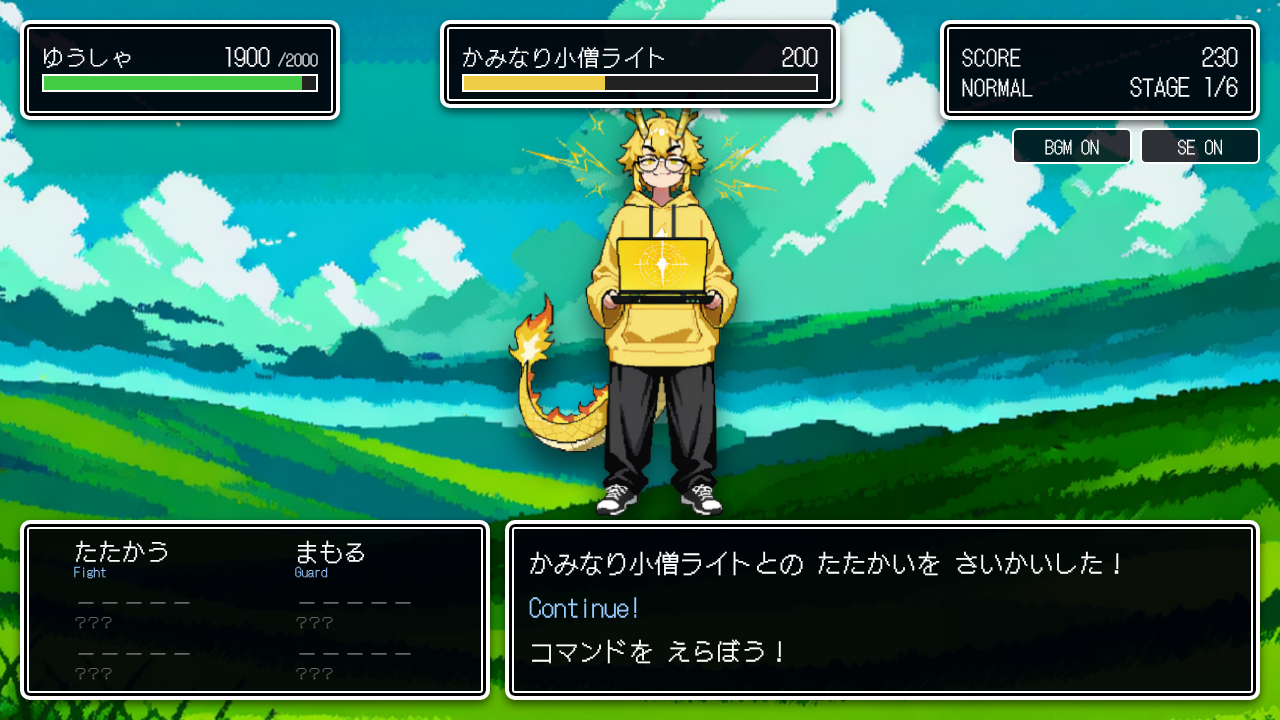 ゆうしゃ 1900 /2000
かみなり小僧ライト 200
SCORE 230
NORMAL STAGE 1/6
BGM ON SE ON
たたかう まもる
Fight Guard
－－－－－ －－－－－
??? ???
－－－－－ －－－－－
??? ???
かみなり小僧ライトとの たたかいを さいかいした！
Continue!
コマンドを えらぼう！